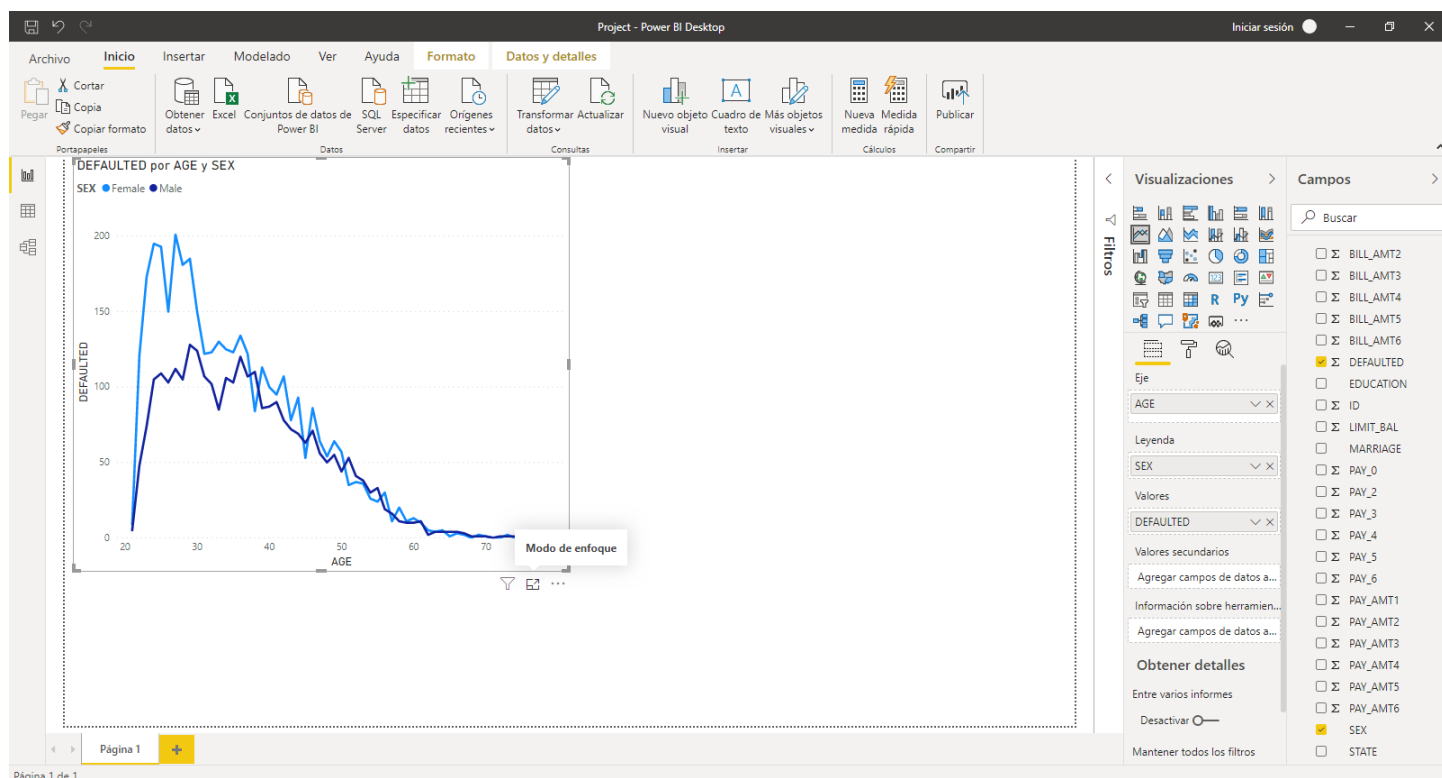 Project - Power BI Desktop
Iniciar sesión
Archivo
Inicio
Insertar
Modelado
Ver
Ayuda
Formato
Datos y detalles
Pegar
Cortar
Copia
Copiar formato
Portapapeles
Obtener datos
Excel
Conjuntos de datos de Power BI
SQL Server
Especificar datos
Orígenes recientes
Datos
Transformar datos
Actualizar
Consultas
Nuevo objeto visual
Cuadro de texto
Más objetos visuales
Insertar
Nueva medida
Medida rápida
Cálculos
Publicar
Compartir
DEFAULTED por AGE y SEX
SEX Female Male
200
150
100
50
0
DEFAULTED
20 30 40 50 60 70
AGE
Modo de enfoque
Filtros
Visualizaciones
R Py
123
Eje
AGE
Leyenda
SEX
Valores
DEFAULTED
Valores secundarios
Agregar campos de datos a...
Información sobre herramien...
Agregar campos de datos a...
Obtener detalles
Entre varios informes
Desactivar
Mantener todos los filtros
Campos
Buscar
Σ BILL_AMT2
Σ BILL_AMT3
Σ BILL_AMT4
Σ BILL_AMT5
Σ BILL_AMT6
Σ DEFAULTED
EDUCATION
Σ ID
Σ LIMIT_BAL
MARRIAGE
Σ PAY_0
Σ PAY_2
Σ PAY_3
Σ PAY_4
Σ PAY_5
Σ PAY_6
Σ PAY_AMT1
Σ PAY_AMT2
Σ PAY_AMT3
Σ PAY_AMT4
Σ PAY_AMT5
Σ PAY_AMT6
SEX
STATE
Página 1
Página 1 de 1